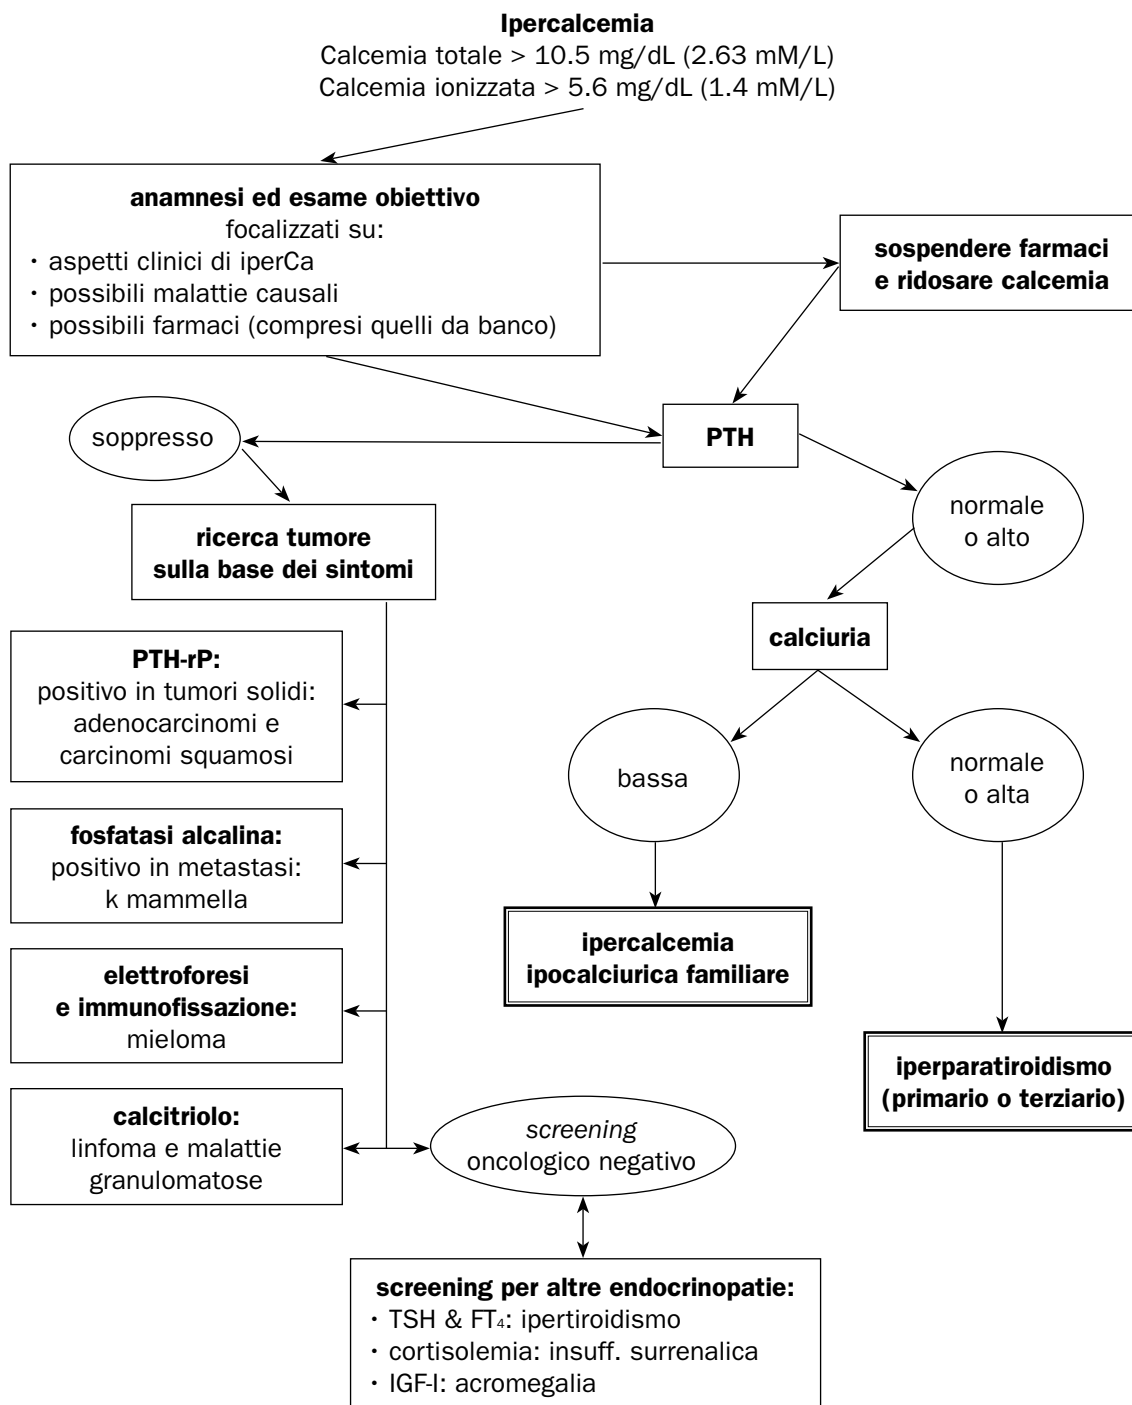 Ipercalcemia
Calcemia totale > 10.5 mg/dL (2.63 mM/L)
Calcemia ionizzata > 5.6 mg/dL (1.4 mM/L)
anamnesi ed esame obiettivo
focalizzati su:
· aspetti clinici di iperCa
· possibili malattie causali
· possibili farmaci (compresi quelli da banco)
sospendere farmaci
e ridosare calcemia
PTH
soppresso
normale
o alto
ricerca tumore
sulla base dei sintomi
calciuria
PTH-rP:
positivo in tumori solidi:
adenocarcinomi e
carcinomi squamosi
bassa
normale
o alta
fosfatasi alcalina:
positivo in metastasi:
k mammella
ipercalcemia
ipocalciurica familiare
elettroforesi
e immunofissazione:
mieloma
iperparatiroidismo
(primario o terziario)
calcitriolo:
linfoma e malattie
granulomatose
screening
oncologico negativo
screening per altre endocrinopatie:
· TSH & FT₄: ipertiroidismo
· cortisolemia: insuff. surrenalica
· IGF-I: acromegalia